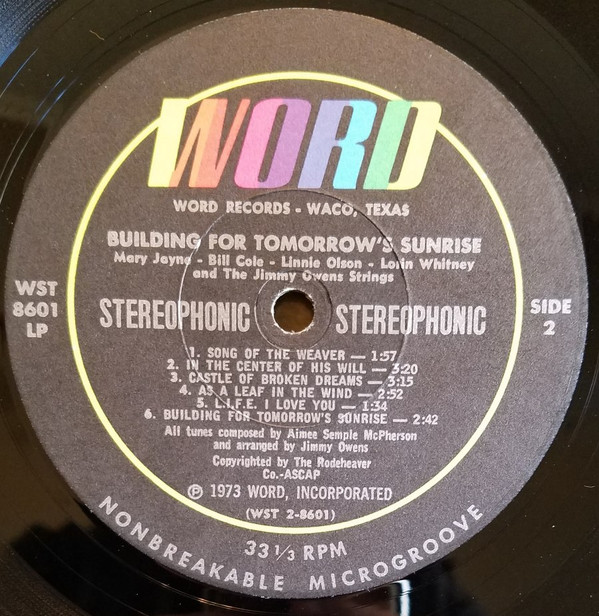 WORD
WORD RECORDS - WACO, TEXAS
BUILDING FOR TOMORROW'S SUNRISE
Mary Jayne - Bill Cole - Linnie Olson - Lorin Whitney
and The Jimmy Owens Strings
WST
8601
LP
STEREOPHONIC STEREOPHONIC
SIDE
2
1. SONG OF THE WEAVER — 1:57
2. IN THE CENTER OF HIS WILL — 3:20
3. CASTLE OF BROKEN DREAMS — 3:15
4. AS A LEAF IN THE WIND — 2:52
5. L.I.F.E. I LOVE YOU — 1:34
6. BUILDING FOR TOMORROW'S SUNRISE — 2:42
All tunes composed by Aimee Semple McPherson
and arranged by Jimmy Owens
Copyrighted by The Rodeheaver
Co.-ASCAP
℗ 1973 WORD, INCORPORATED
(WST 2-8601)
33 1/3 RPM
NONBREAKABLE MICROGROOVE